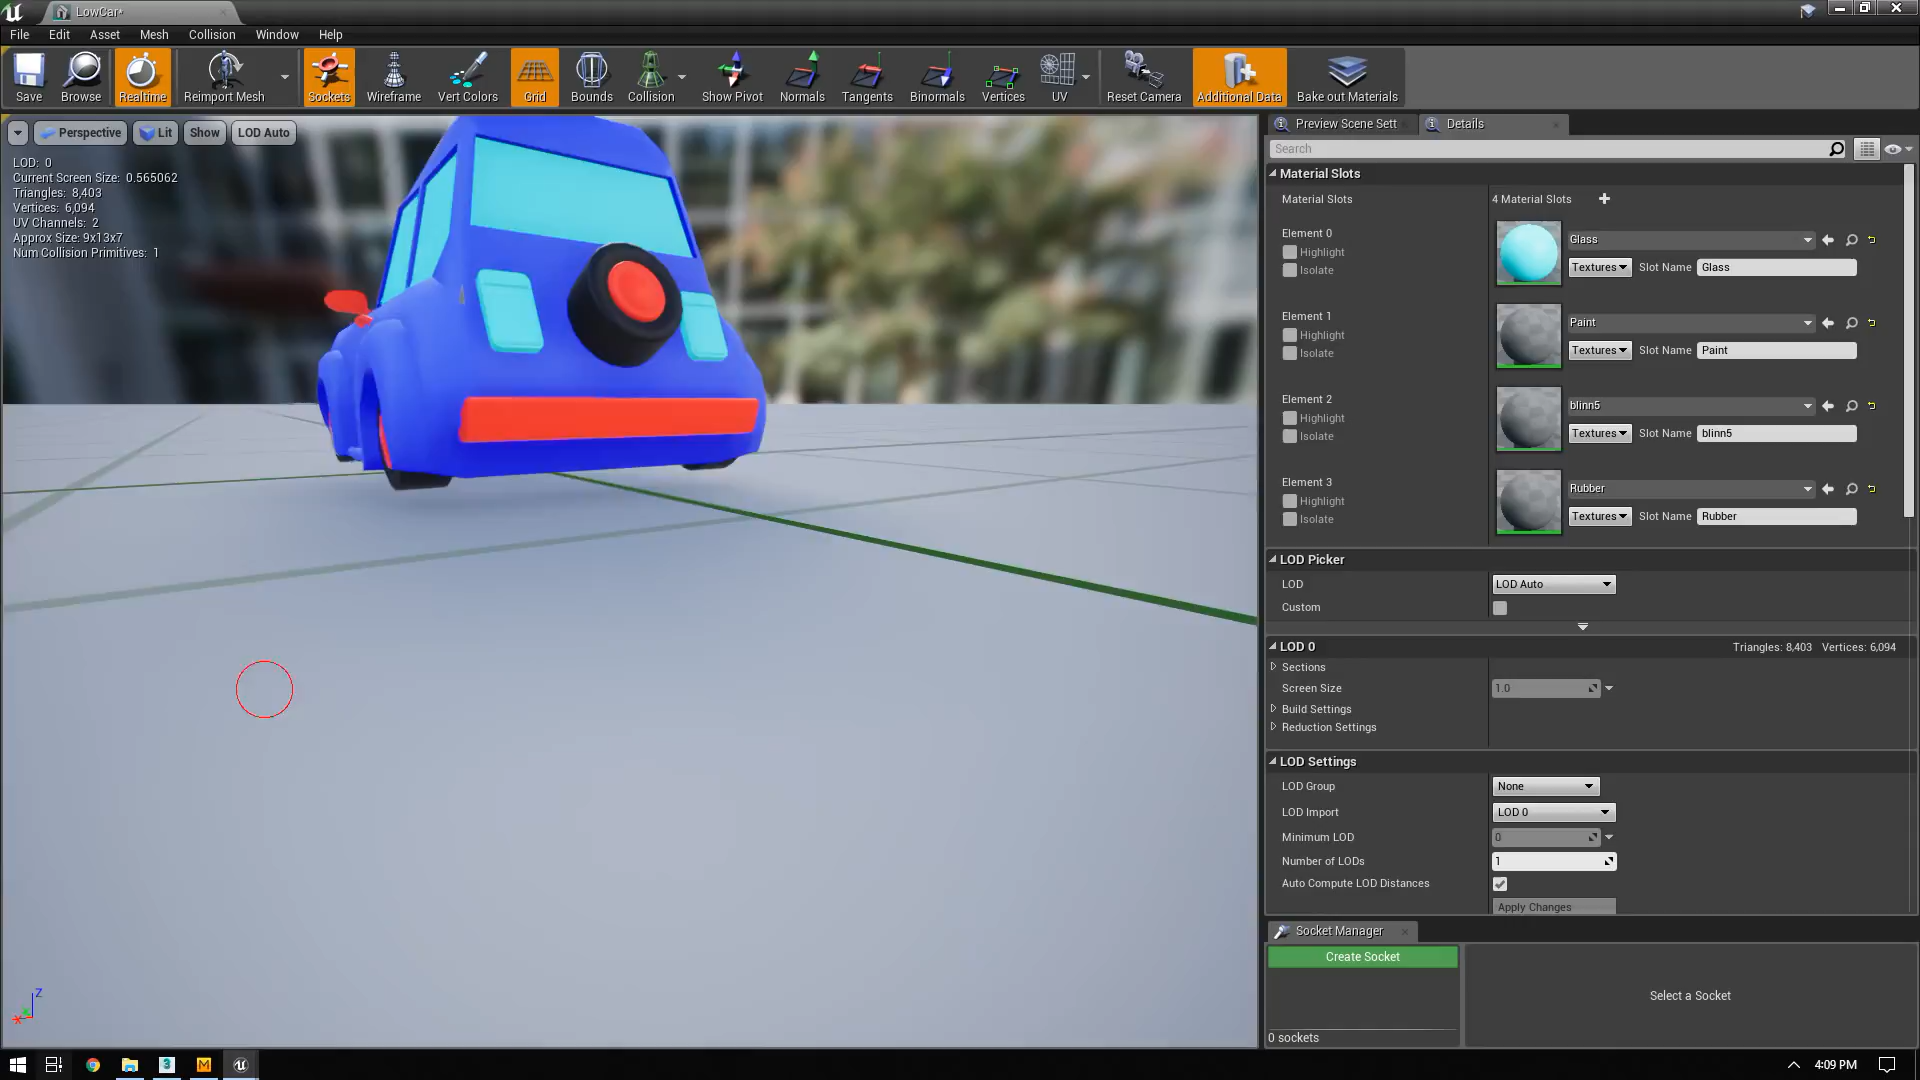 LowCar*
File Edit Asset Mesh Collision Window Help
Save Browse Realtime Reimport Mesh Sockets Wireframe Vert Colors Grid Bounds Collision Show Pivot Normals Tangents Binormals Vertices UV Reset Camera Additional Data Bake out Materials
Perspective Lit Show LOD Auto
LOD: 0
Current Screen Size: 0.565062
Triangles: 8,403
Vertices: 6,094
UV Channels: 2
Approx Size: 9x13x7
Num Collision Primitives: 1
Z
X
Preview Scene Sett Details
Search
Material Slots
Material Slots 4 Material Slots
Element 0 Glass
Highlight
Isolate Textures Slot Name Glass
Element 1 Paint
Highlight
Isolate Textures Slot Name Paint
Element 2 blinn5
Highlight
Isolate Textures Slot Name blinn5
Element 3 Rubber
Highlight
Isolate Textures Slot Name Rubber
LOD Picker
LOD LOD Auto
Custom
LOD 0 Triangles: 8,403 Vertices: 6,094
Sections
Screen Size 1.0
Build Settings
Reduction Settings
LOD Settings
LOD Group None
LOD Import LOD 0
Minimum LOD 0
Number of LODs 1
Auto Compute LOD Distances
Apply Changes
Socket Manager
Create Socket
Select a Socket
0 sockets
4:09 PM